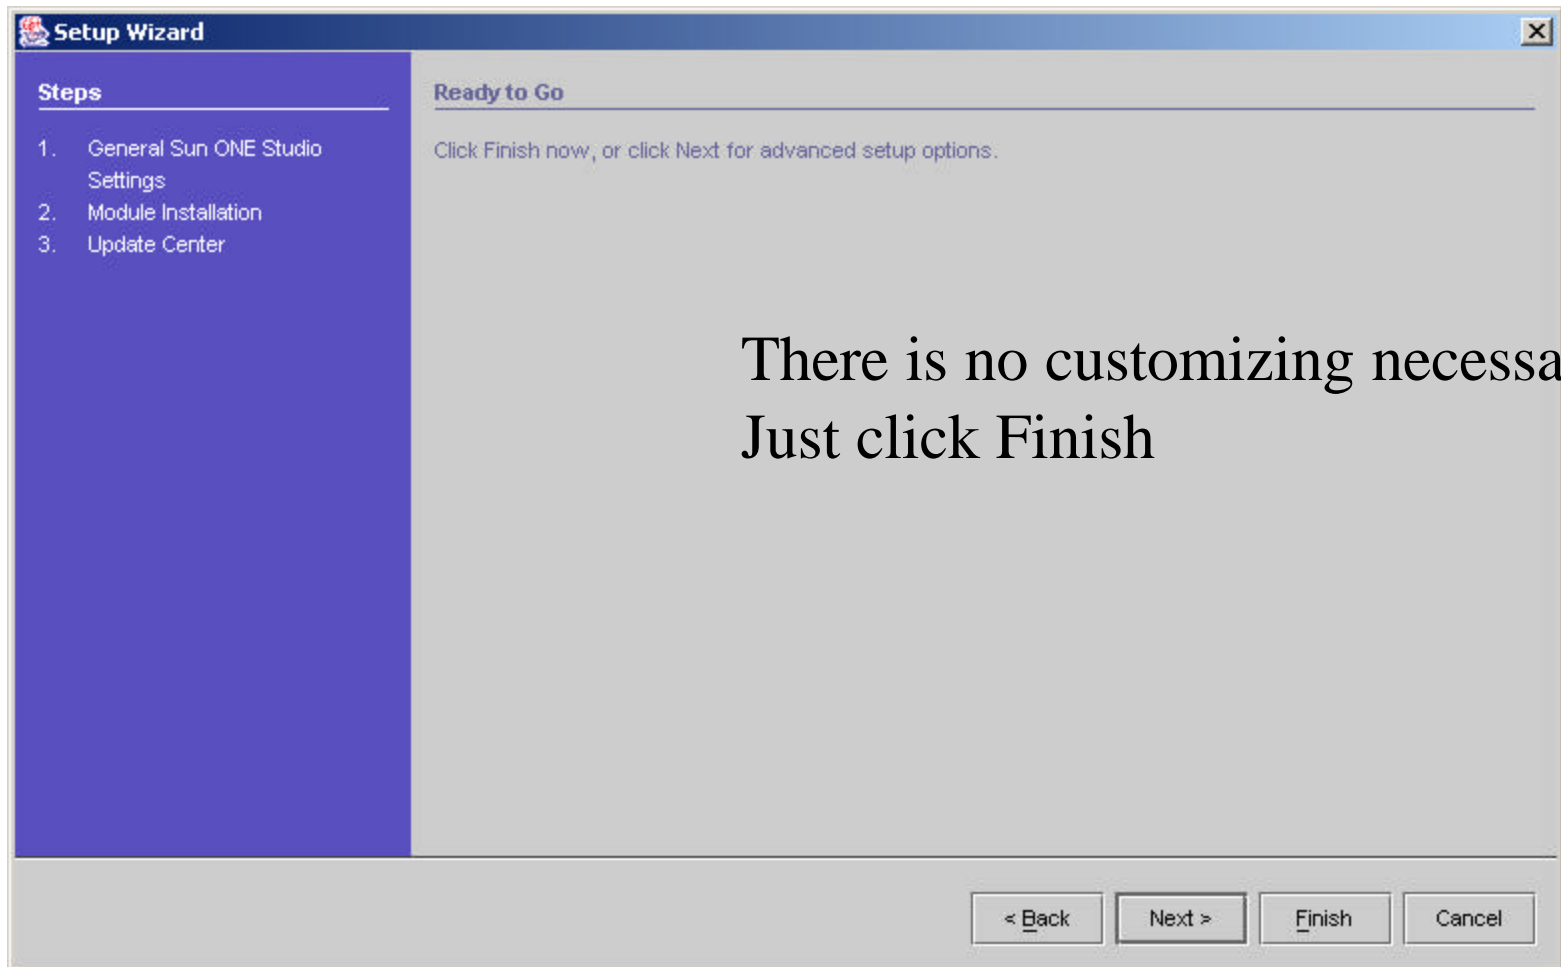 Setup Wizard
Steps
1. General Sun ONE Studio
Settings
2. Module Installation
3. Update Center
Ready to Go
Click Finish now, or click Next for advanced setup options.
There is no customizing necessa
Just click Finish
< Back
Next >
Finish
Cancel